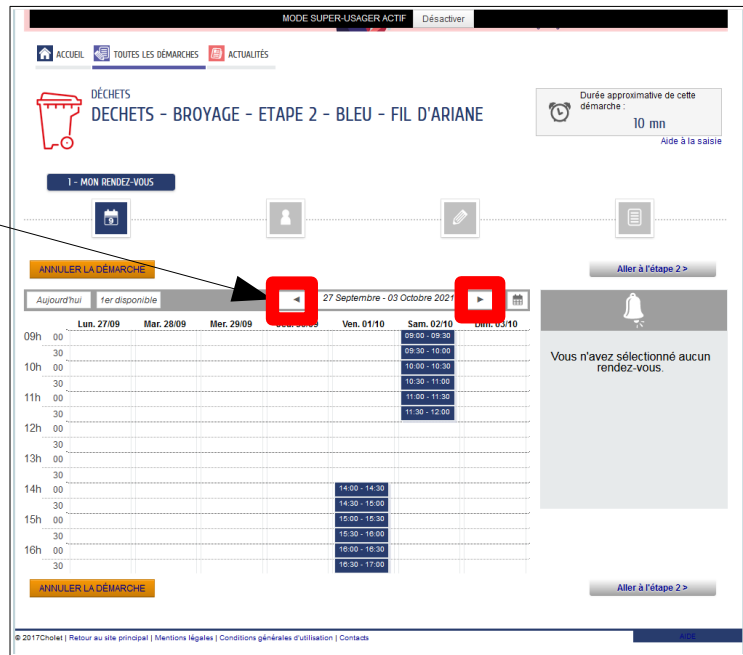 MODE SUPER-USAGER ACTIF Désactiver
ACCUEIL TOUTES LES DÉMARCHES ACTUALITÉS
DÉCHETS
DECHETS - BROYAGE - ETAPE 2 - BLEU - FIL D'ARIANE
Durée approximative de cette
démarche :
10 mn
Aide à la saisie
1 - MON RENDEZ-VOUS
9
ANNULER LA DÉMARCHE
Aller à l'étape 2 >
Aujourd'hui 1er disponible
27 Septembre - 03 Octobre 2021
Lun. 27/09 Mar. 28/09 Mer. 29/09 Ven. 01/10 Sam. 02/10 Dim. 03/10
09h 00 09:00 - 09:30
30 09:30 - 10:00
10h 00 10:00 - 10:30
30 10:30 - 11:00
11h 00 11:00 - 11:30
30 11:30 - 12:00
12h 00
30
13h 00
30
14h 00 14:00 - 14:30
30 14:30 - 15:00
15h 00 15:00 - 15:30
30 15:30 - 16:00
16h 00 16:00 - 16:30
30 16:30 - 17:00
Vous n'avez sélectionné aucun
rendez-vous.
ANNULER LA DÉMARCHE
Aller à l'étape 2 >
© 2017Cholet | Retour au site principal | Mentions légales | Conditions générales d'utilisation | Contacts
AIDE